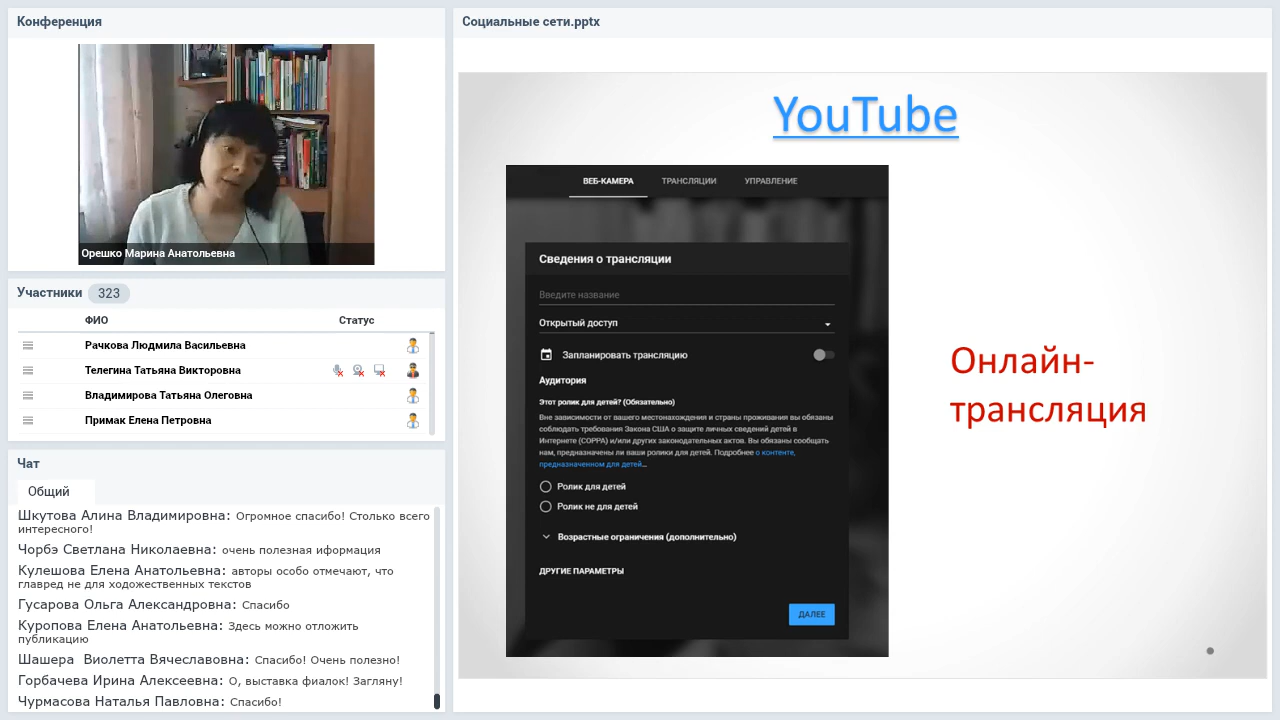 Конференция
Орешко Марина Анатольевна
Участники 323
ФИО Статус
Рачкова Людмила Васильевна
Телегина Татьяна Викторовна
Владимирова Татьяна Олеговна
Примак Елена Петровна
Чат
Общий
Шкутова Алина Владимировна: Огромное спасибо! Столько всего
интересного!
Чорбэ Светлана Николаевна: очень полезная иформация
Кулешова Елена Анатольевна: авторы особо отмечают, что
главред не для ходожественных текстов
Гусарова Ольга Александровна: Спасибо
Куропова Елена Анатольевна: Здесь можно отложить
публикацию
Шашера Виолетта Вячеславовна: Спасибо! Очень полезно!
Горбачева Ирина Алексеевна: О, выставка фиалок! Загляну!
Чурмасова Наталья Павловна: Спасибо!
Социальные сети.pptx
YouTube
ВЕБ-КАМЕРА ТРАНСЛЯЦИИ УПРАВЛЕНИЕ
Сведения о трансляции
Введите название
Открытый доступ
Запланировать трансляцию
Аудитория
Этот ролик для детей? (Обязательно)
Вне зависимости от вашего местонахождения и страны проживания вы обязаны
соблюдать требования Закона США о защите личных сведений детей в
Интернете (COPPA) и/или других законодательных актов. Вы обязаны сообщать
нам, предназначены ли ваши ролики для детей. Подробнее о контенте,
предназначенном для детей...
Ролик для детей
Ролик не для детей
Возрастные ограничения (дополнительно)
ДРУГИЕ ПАРАМЕТРЫ
ДАЛЕЕ
Онлайн-
трансляция